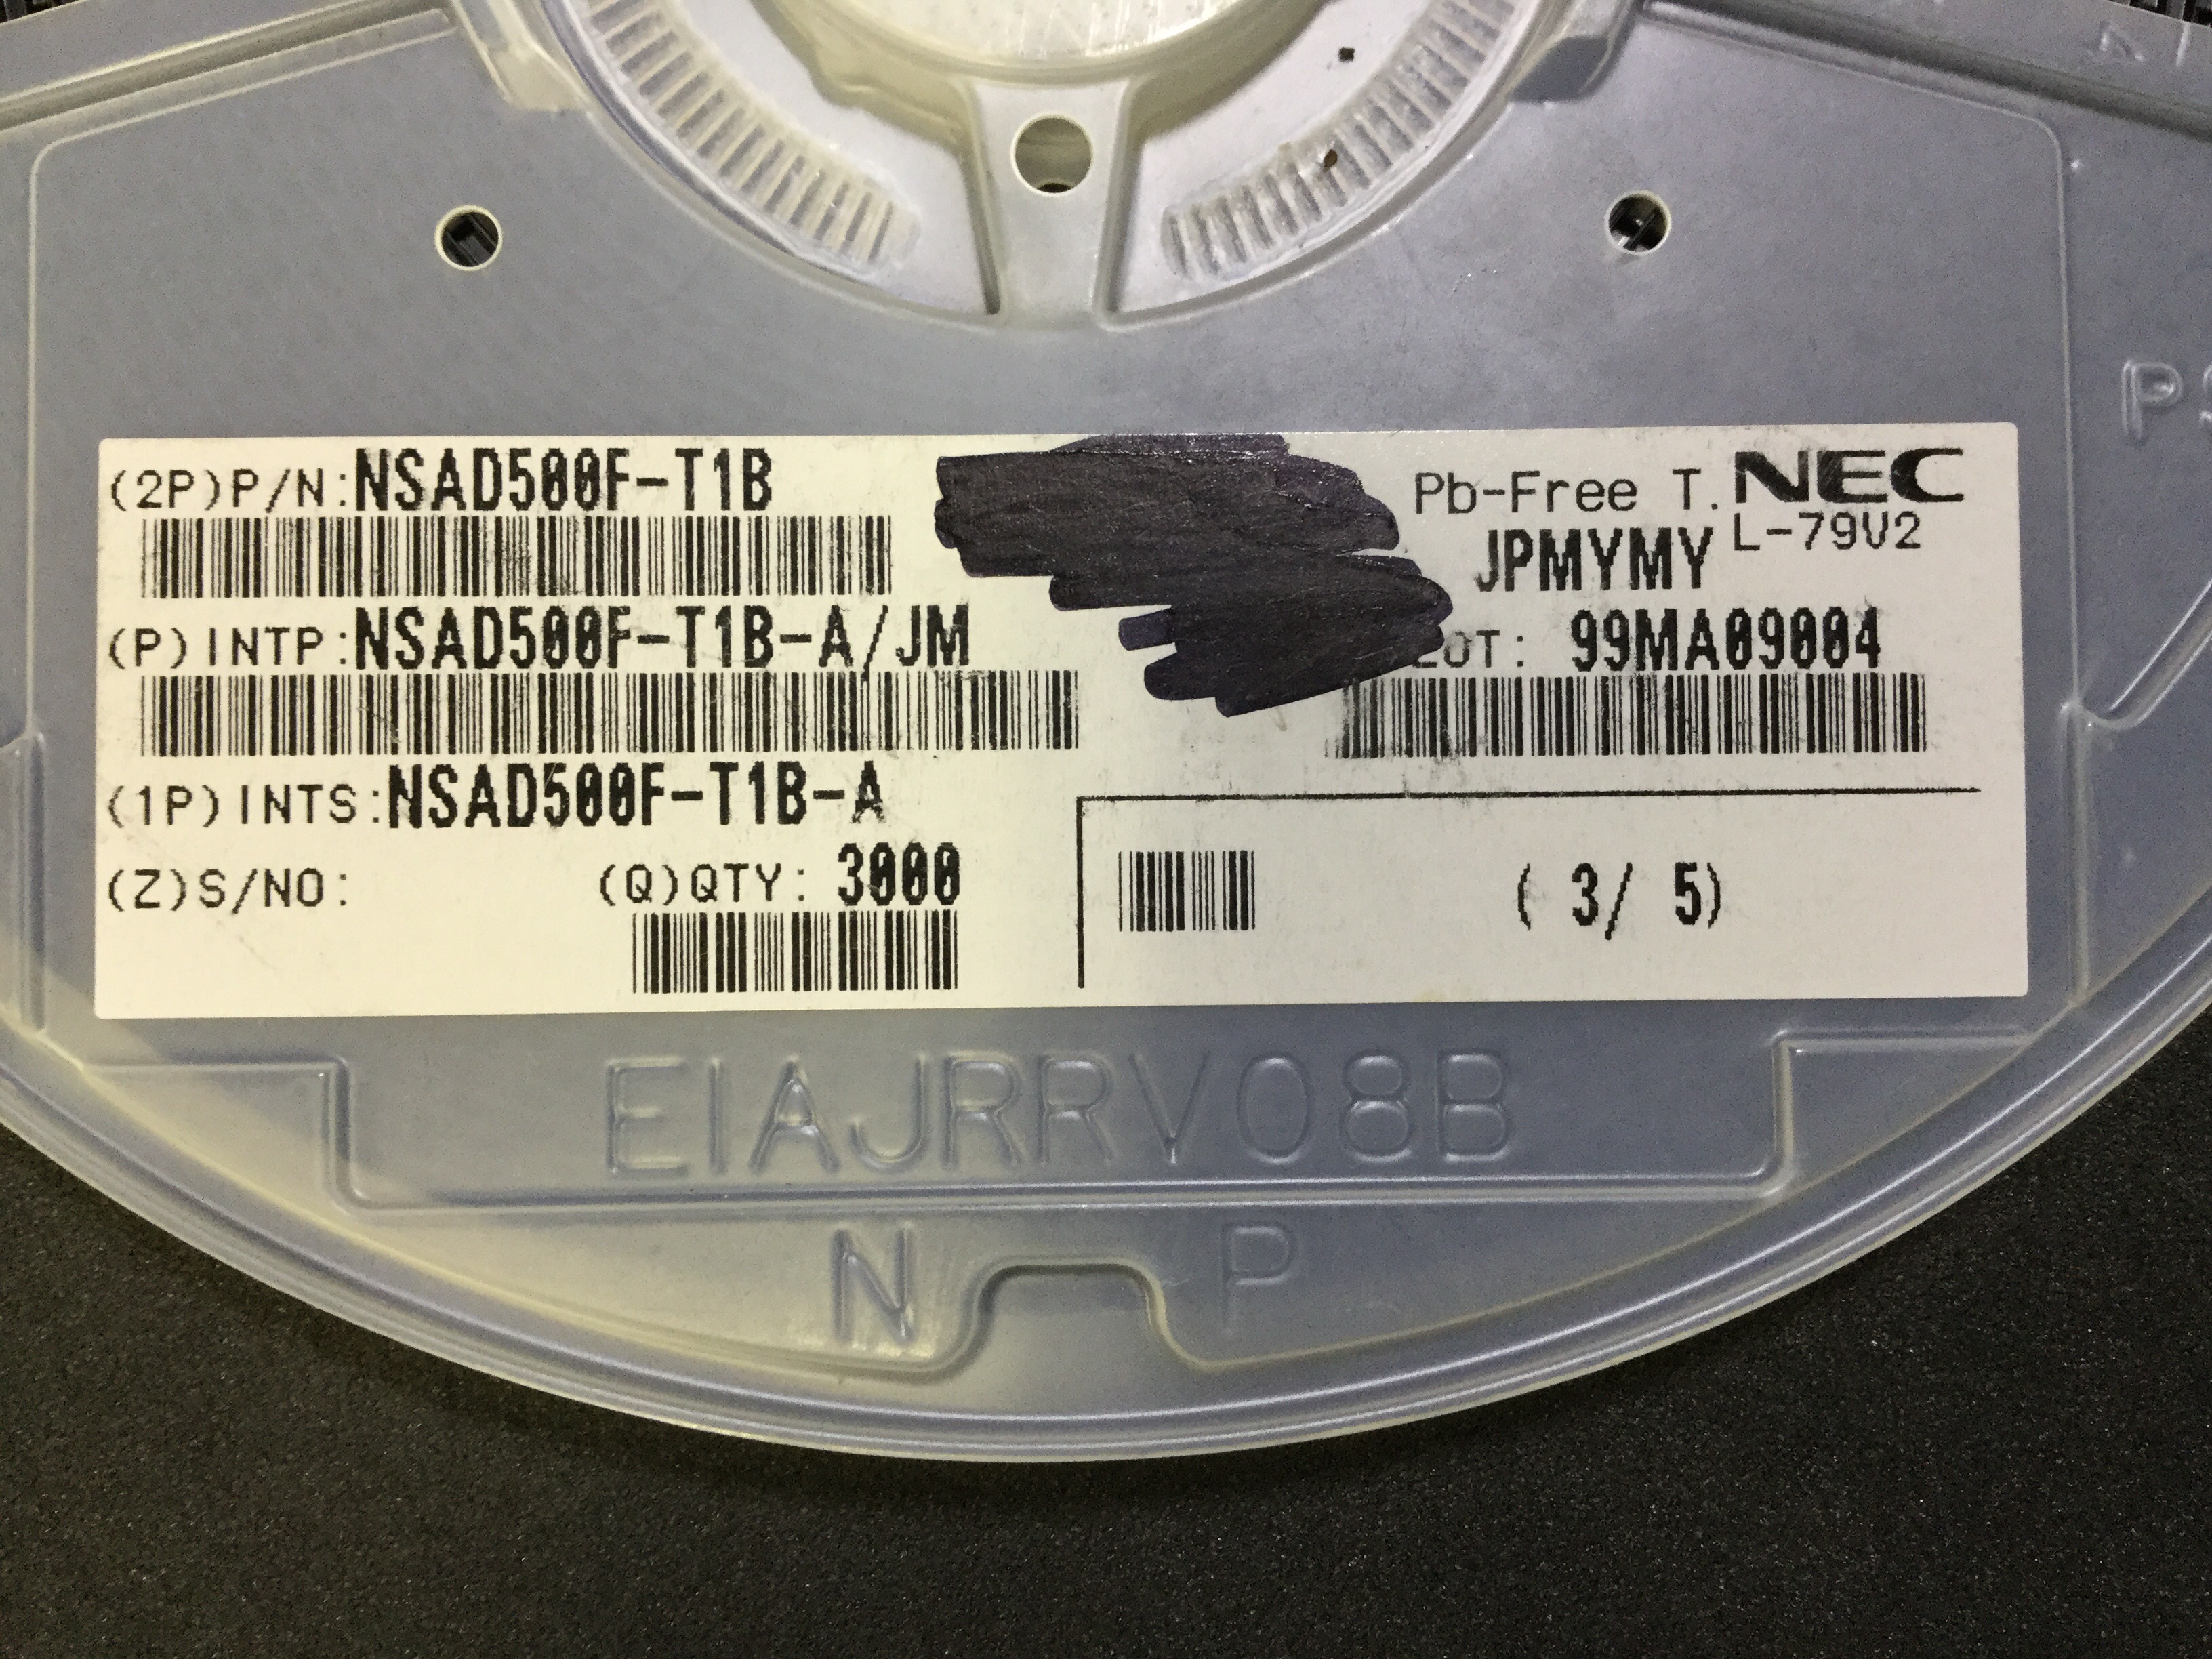 (2P)P/N:NSAD500F-T1B
Pb-Free T. NEC
JPMYMY L-79V2
(P)INTP:NSAD500F-T1B-A/JM
LOT: 99MA09004
(1P)INTS:NSAD500F-T1B-A
(Z)S/NO: (Q)QTY: 3000
( 3/ 5)
EIAJRRV08B
N P